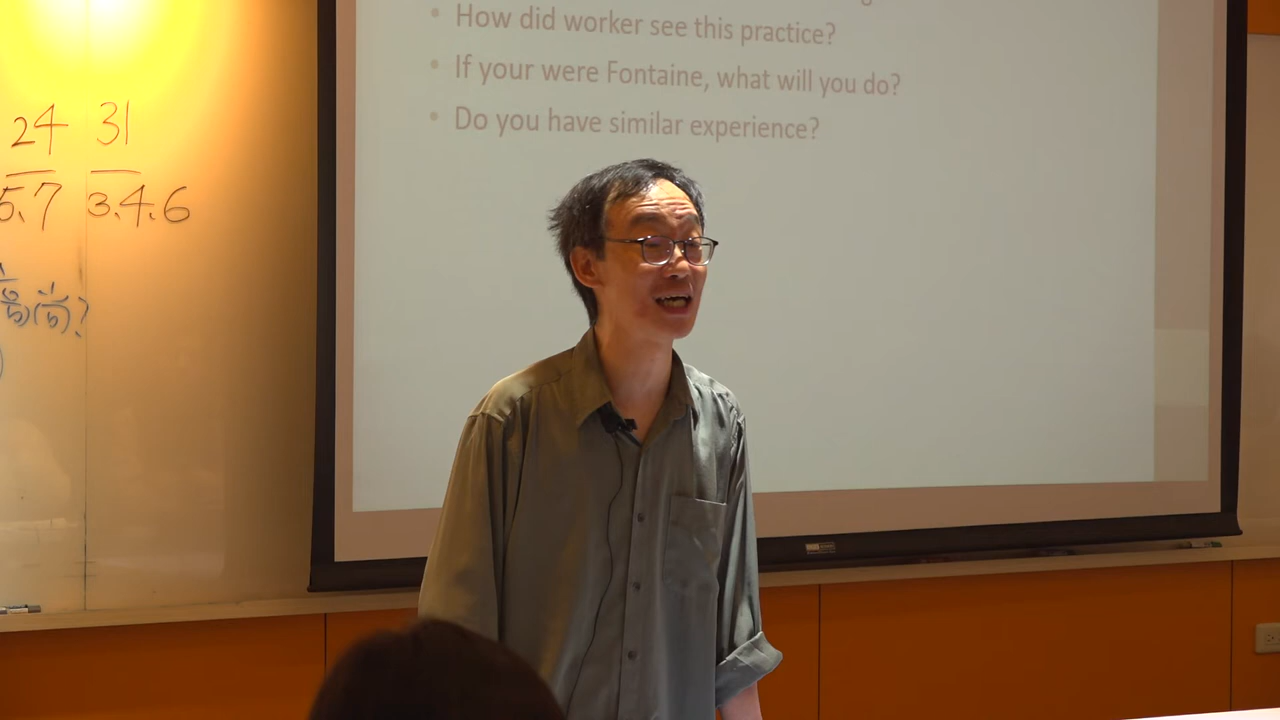 How did worker see this practice?
If your were Fontaine, what will you do?
Do you have similar experience?
24 31
5、7 3、4、6